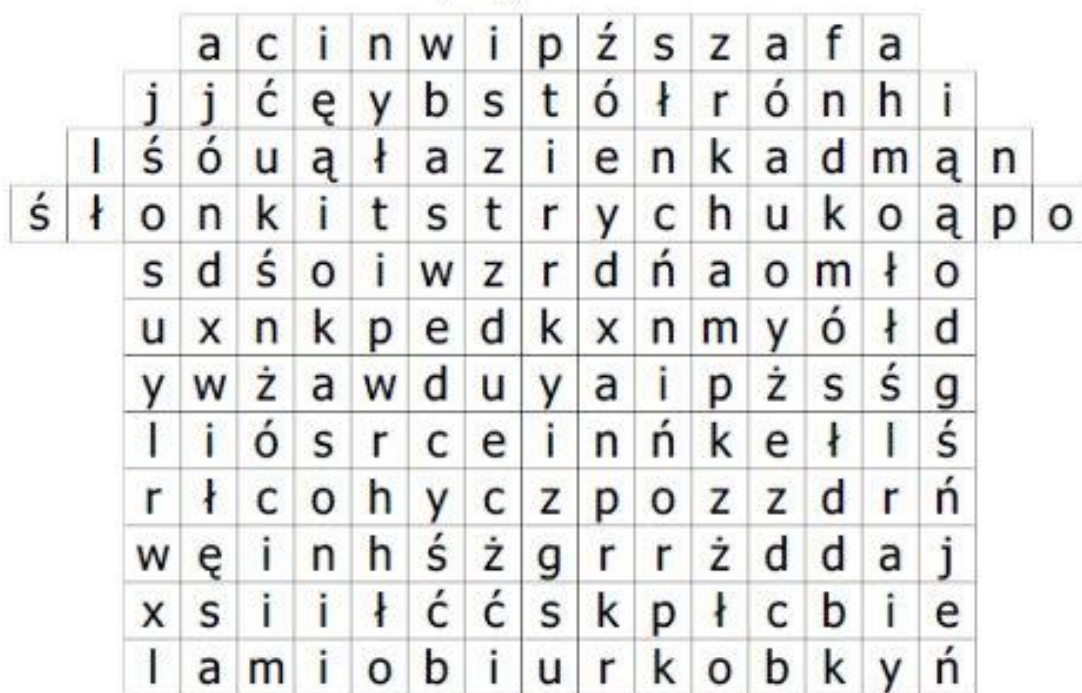 a c i n w i p ź s z a f a
j j ć ę y b s t ó ł r ó n h i
l ś ó u ą ł a z i e n k a d m ą n
ś ł o n k i t s t r y c h u k o ą p o
s d ś o i w z r d ń a o m ł o
u x n k p e d k x n m y ó ł d
y w ż a w d u y a i p ż s ś g
l i ó s r c e i n ń k e ł l ś
r ł c o h y c z p o z z d r ń
w ę i n h ś ż g r r ż d d a j
x s i i ł ć ć s k p ł c b i e
l a m i o b i u r k o b k y ń